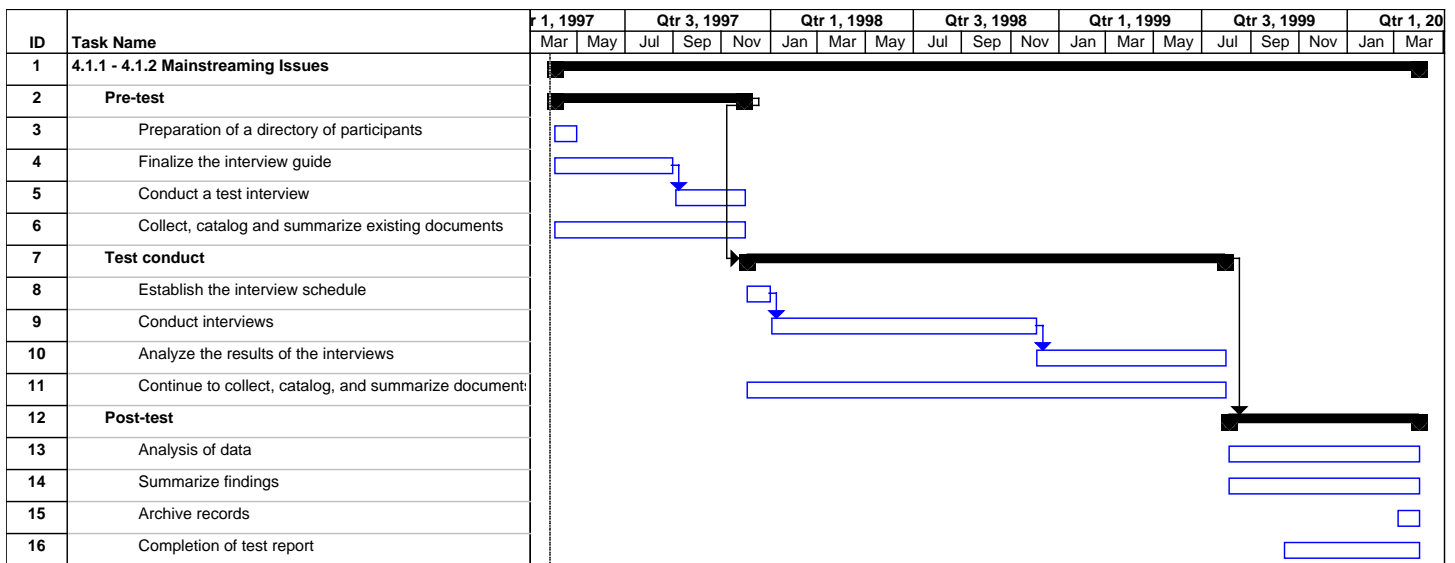 r 1, 1997 Qtr 3, 1997 Qtr 1, 1998 Qtr 3, 1998 Qtr 1, 1999 Qtr 3, 1999 Qtr 1, 20
ID Task Name Mar May Jul Sep Nov Jan Mar May Jul Sep Nov Jan Mar May Jul Sep Nov Jan Mar
1 4.1.1 - 4.1.2 Mainstreaming Issues
2 Pre-test
3 Preparation of a directory of participants
4 Finalize the interview guide
5 Conduct a test interview
6 Collect, catalog and summarize existing documents
7 Test conduct
8 Establish the interview schedule
9 Conduct interviews
10 Analyze the results of the interviews
11 Continue to collect, catalog, and summarize documents
12 Post-test
13 Analysis of data
14 Summarize findings
15 Archive records
16 Completion of test report